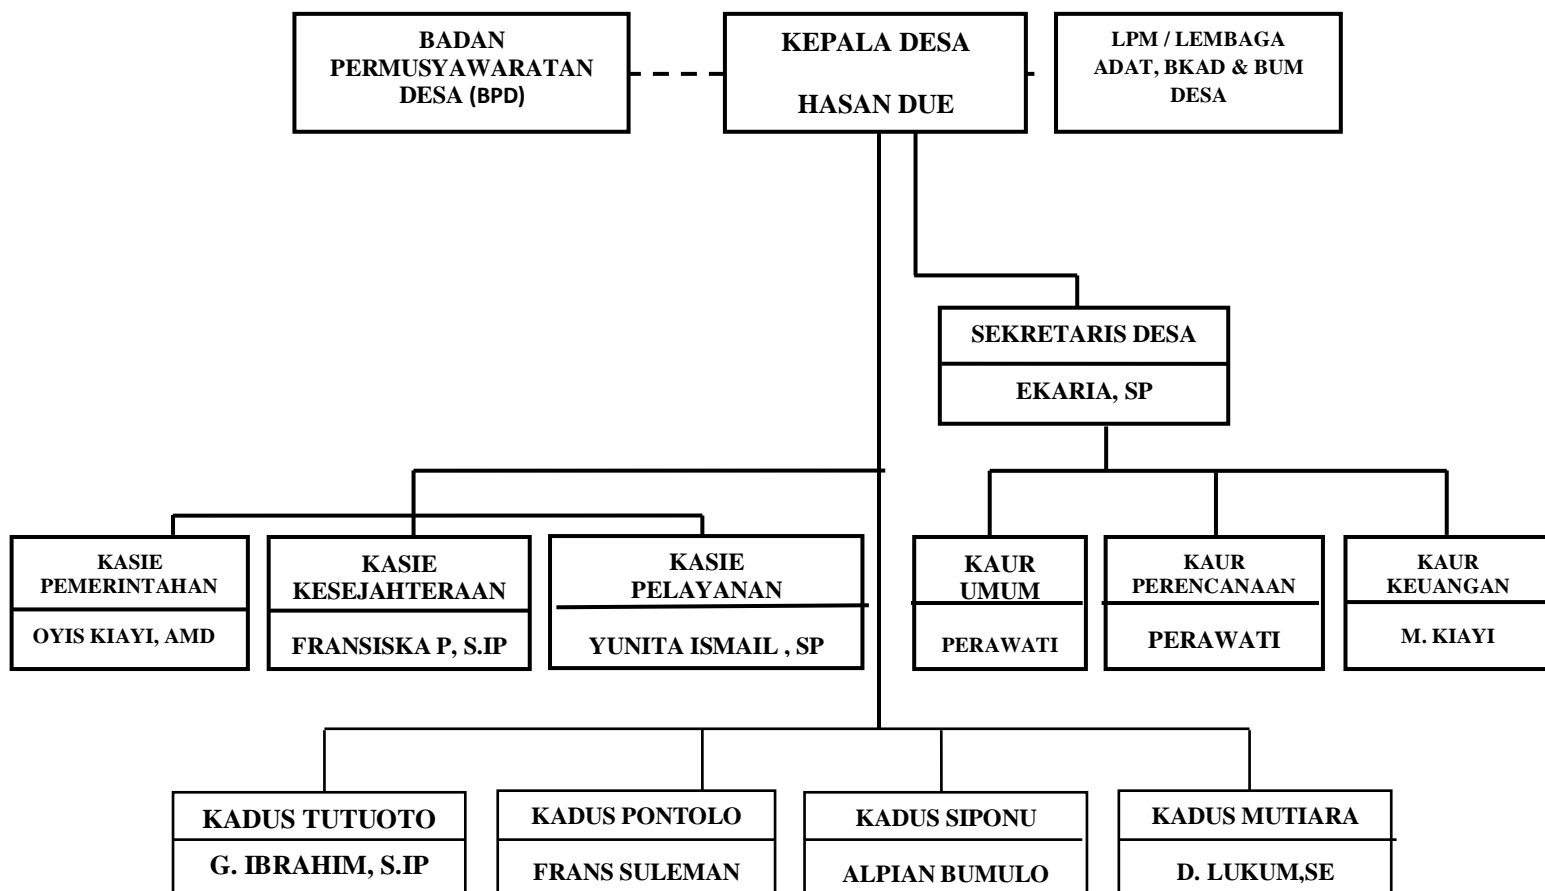 BADAN
PERMUSYAWARATAN
DESA (BPD)
KEPALA DESA
HASAN DUE
LPM / LEMBAGA
ADAT, BKAD & BUM
DESA
SEKRETARIS DESA
EKARIA, SP
KASIE
PEMERINTAHAN
OYIS KIAYI, AMD
KASIE
KESEJAHTERAAN
FRANSISKA P, S.IP
KASIE
PELAYANAN
YUNITA ISMAIL , SP
KAUR
UMUM
PERAWATI
KAUR
PERENCANAAN
PERAWATI
KAUR
KEUANGAN
M. KIAYI
KADUS TUTUOTO
G. IBRAHIM, S.IP
KADUS PONTOLO
FRANS SULEMAN
KADUS SIPONU
ALPIAN BUMULO
KADUS MUTIARA
D. LUKUM,SE